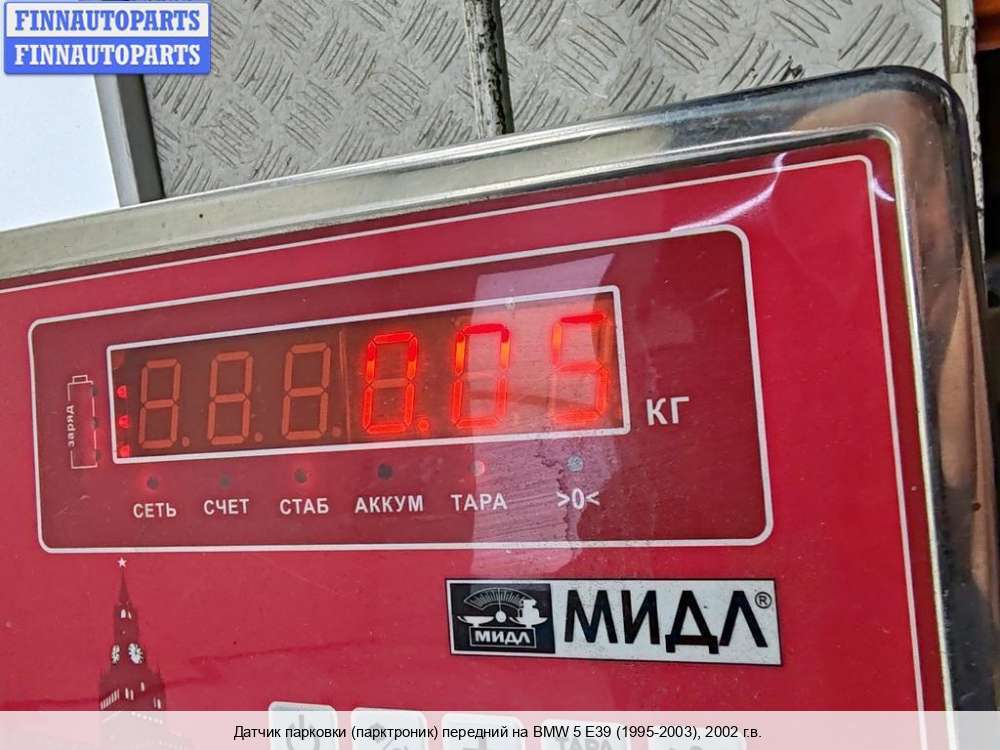 FINNAUTOPARTS
FINNAUTOPARTS
0.05
КГ
заряд
СЕТЬ СЧЕТ СТАБ АККУМ ТАРА >0<
МИДЛ МИДЛ®
ТАРА
Датчик парковки (парктроник) передний на BMW 5 E39 (1995-2003), 2002 г.в.